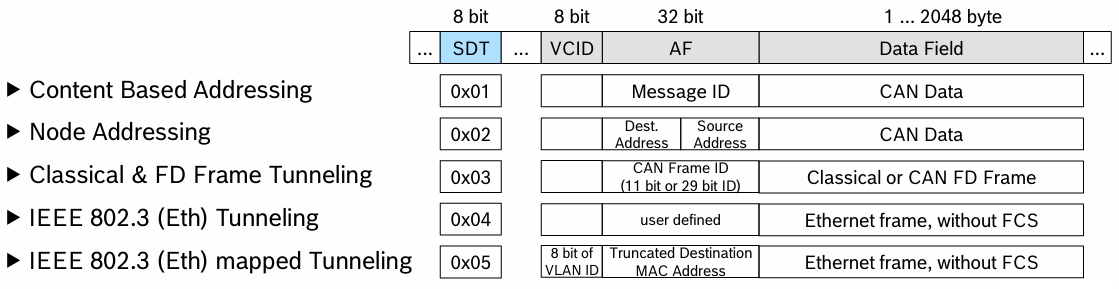 8 bit 8 bit 32 bit 1 ... 2048 byte
... SDT ... VCID AF Data Field ...
▶ Content Based Addressing 0x01 Message ID CAN Data
▶ Node Addressing 0x02 Dest. Address Source Address CAN Data
▶ Classical & FD Frame Tunneling 0x03 CAN Frame ID (11 bit or 29 bit ID) Classical or CAN FD Frame
▶ IEEE 802.3 (Eth) Tunneling 0x04 user defined Ethernet frame, without FCS
▶ IEEE 802.3 (Eth) mapped Tunneling 0x05 8 bit of VLAN ID Truncated Destination MAC Address Ethernet frame, without FCS